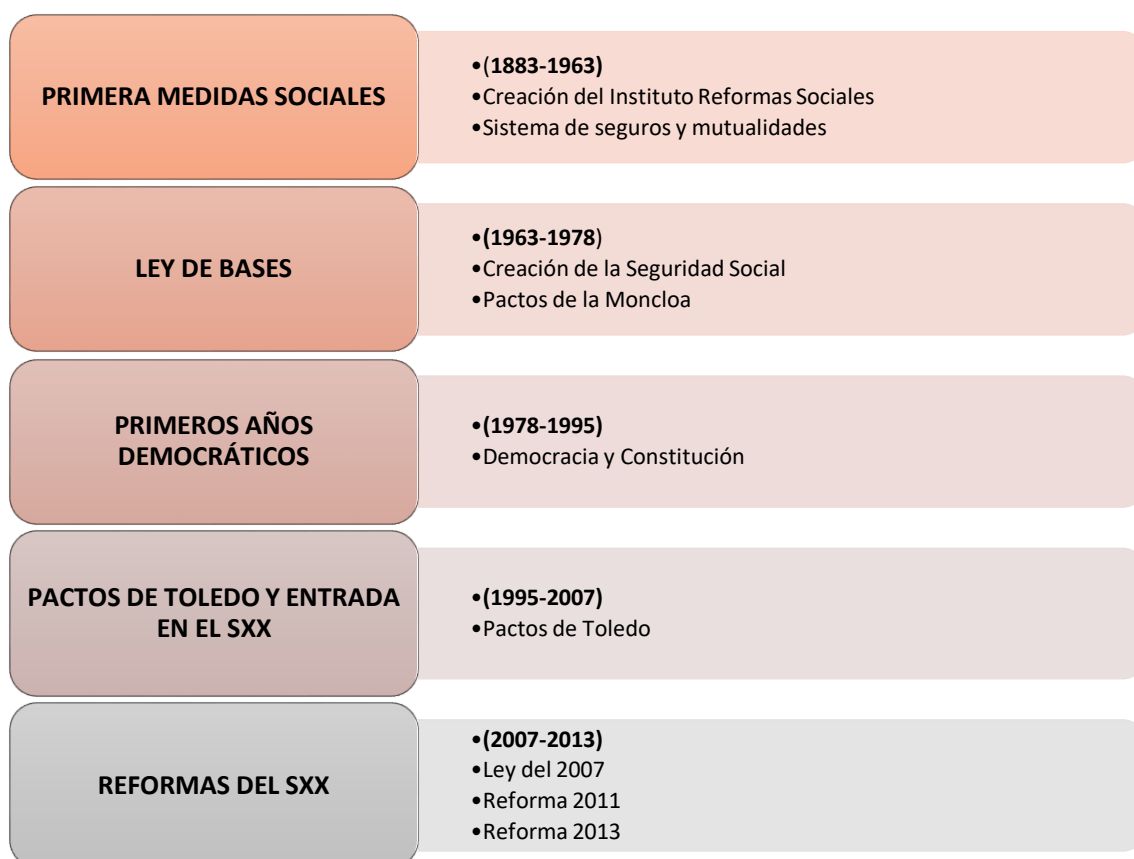 PRIMERA MEDIDAS SOCIALES
•(1883-1963)
•Creación del Instituto Reformas Sociales
•Sistema de seguros y mutualidades
LEY DE BASES
•(1963-1978)
•Creación de la Seguridad Social
•Pactos de la Moncloa
PRIMEROS AÑOS
DEMOCRÁTICOS
•(1978-1995)
•Democracia y Constitución
PACTOS DE TOLEDO Y ENTRADA
EN EL SXX
•(1995-2007)
•Pactos de Toledo
REFORMAS DEL SXX
•(2007-2013)
•Ley del 2007
•Reforma 2011
•Reforma 2013